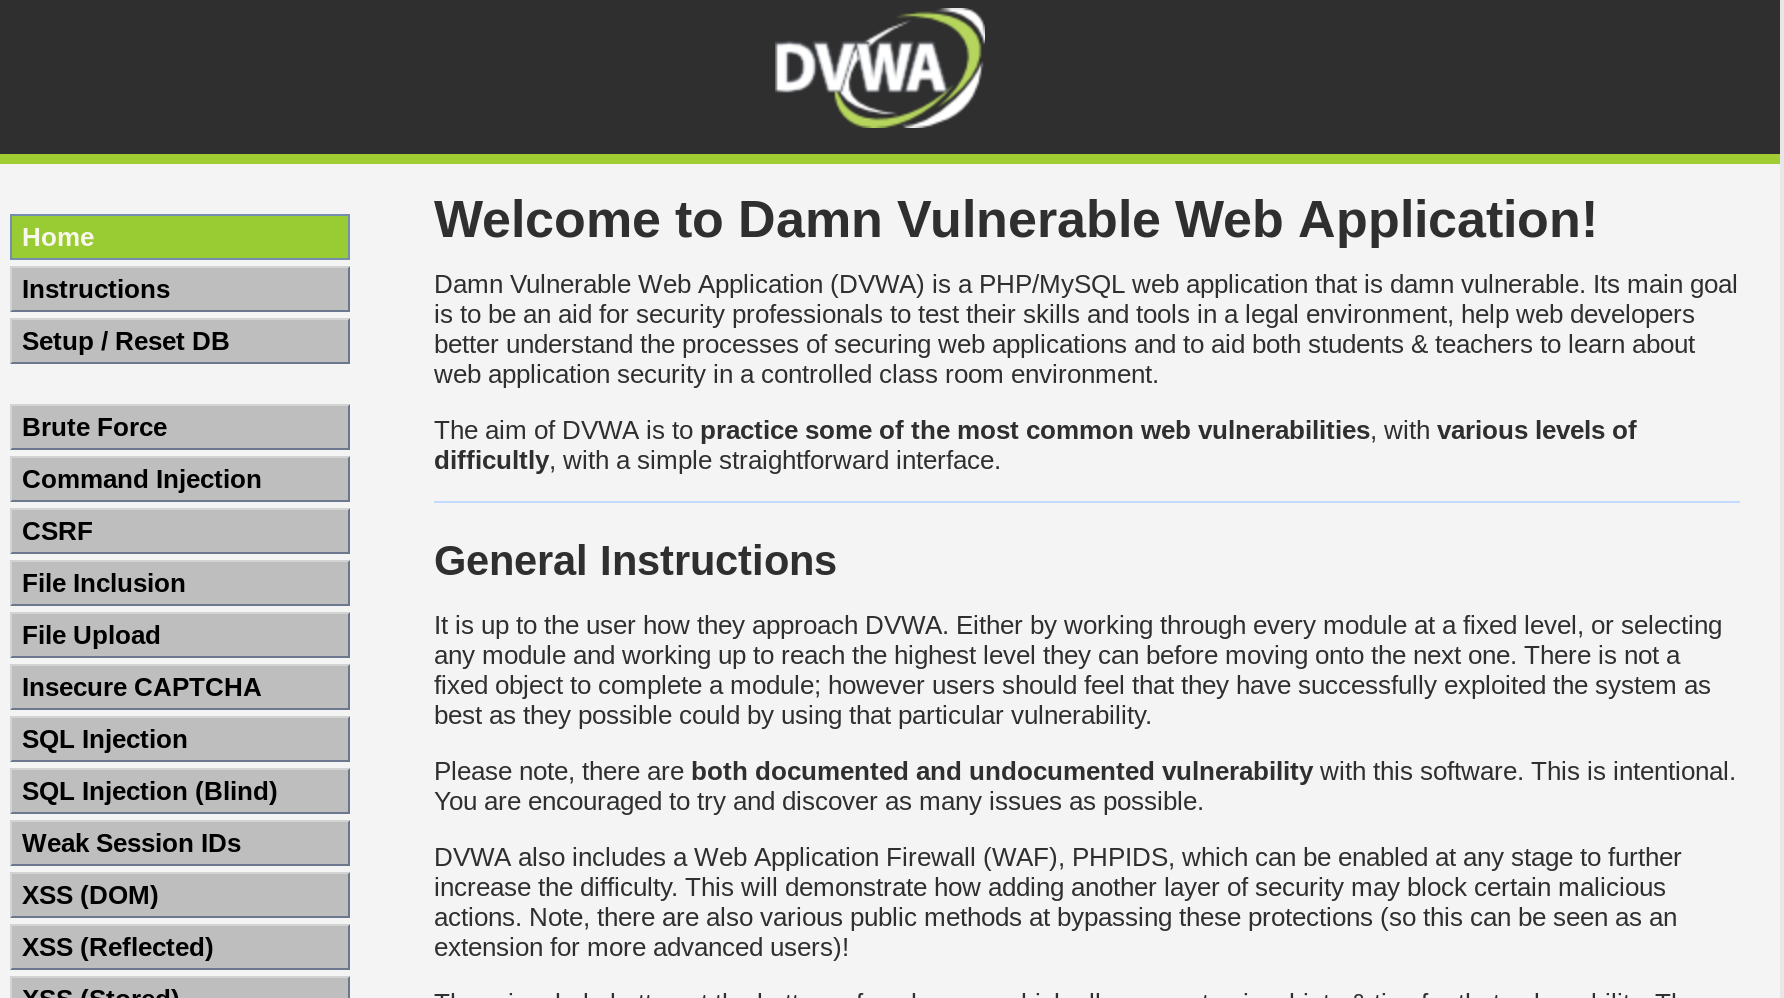 DVWA
Home
Instructions
Setup / Reset DB
Brute Force
Command Injection
CSRF
File Inclusion
File Upload
Insecure CAPTCHA
SQL Injection
SQL Injection (Blind)
Weak Session IDs
XSS (DOM)
XSS (Reflected)
XSS (Stored)
Welcome to Damn Vulnerable Web Application!
Damn Vulnerable Web Application (DVWA) is a PHP/MySQL web application that is damn vulnerable. Its main goal
is to be an aid for security professionals to test their skills and tools in a legal environment, help web developers
better understand the processes of securing web applications and to aid both students & teachers to learn about
web application security in a controlled class room environment.
The aim of DVWA is to practice some of the most common web vulnerabilities, with various levels of
difficultly, with a simple straightforward interface.
General Instructions
It is up to the user how they approach DVWA. Either by working through every module at a fixed level, or selecting
any module and working up to reach the highest level they can before moving onto the next one. There is not a
fixed object to complete a module; however users should feel that they have successfully exploited the system as
best as they possible could by using that particular vulnerability.
Please note, there are both documented and undocumented vulnerability with this software. This is intentional.
You are encouraged to try and discover as many issues as possible.
DVWA also includes a Web Application Firewall (WAF), PHPIDS, which can be enabled at any stage to further
increase the difficulty. This will demonstrate how adding another layer of security may block certain malicious
actions. Note, there are also various public methods at bypassing these protections (so this can be seen as an
extension for more advanced users)!